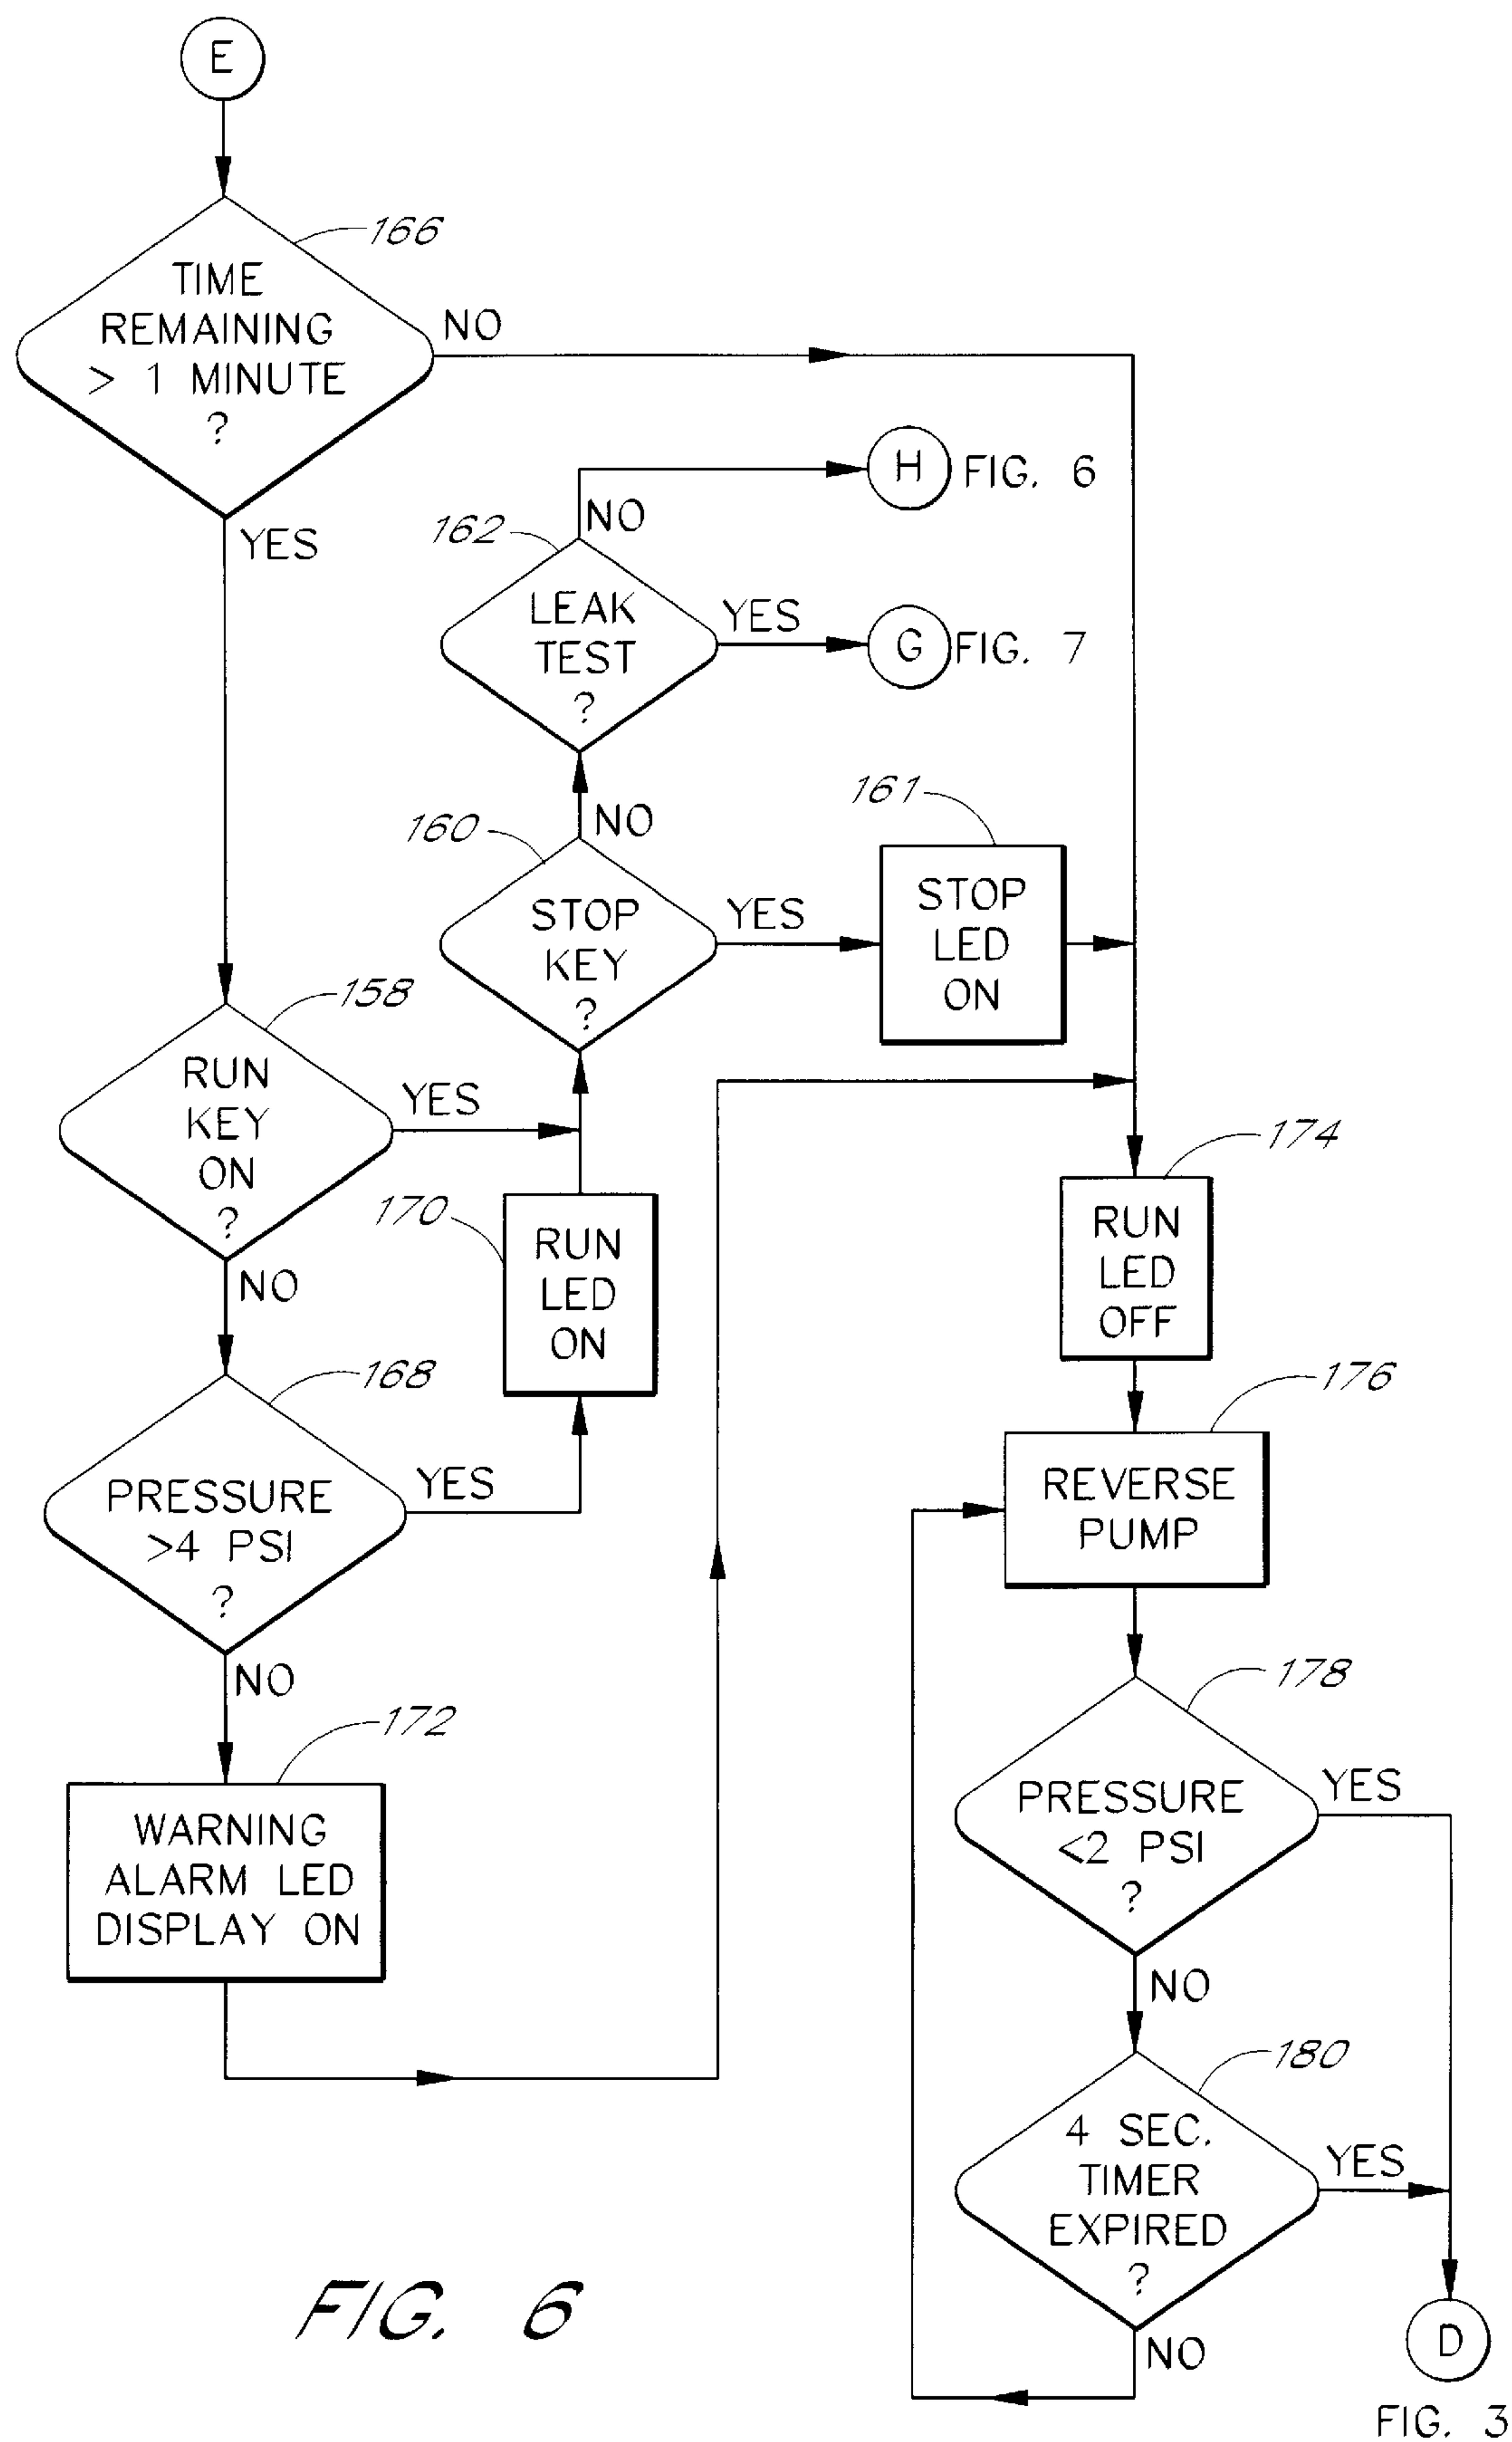 E
166
TIME
REMAINING
> 1 MINUTE
?
NO
YES
H FIG. 6
NO
162
LEAK
TEST
?
YES
G FIG. 7
NO
160
STOP
KEY
?
YES
161
STOP
LED
ON
158
RUN
KEY
ON
?
YES
NO
170
RUN
LED
ON
174
RUN
LED
OFF
168
PRESSURE
>4 PSI
?
YES
NO
176
REVERSE
PUMP
172
WARNING
ALARM LED
DISPLAY ON
178
PRESSURE
<2 PSI
?
YES
NO
180
4 SEC.
TIMER
EXPIRED
?
YES
NO
D
FIG. 3
FIG. 6